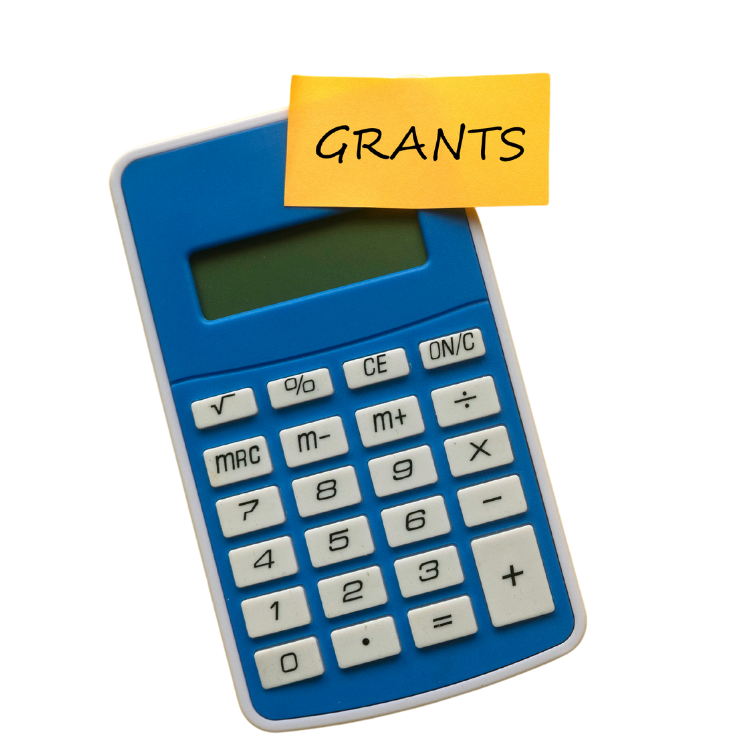 GRANTS
√ % CE ON/C
MRC m- m+ ÷
7 8 9 ×
4 5 6 −
1 2 3 +
0 . =